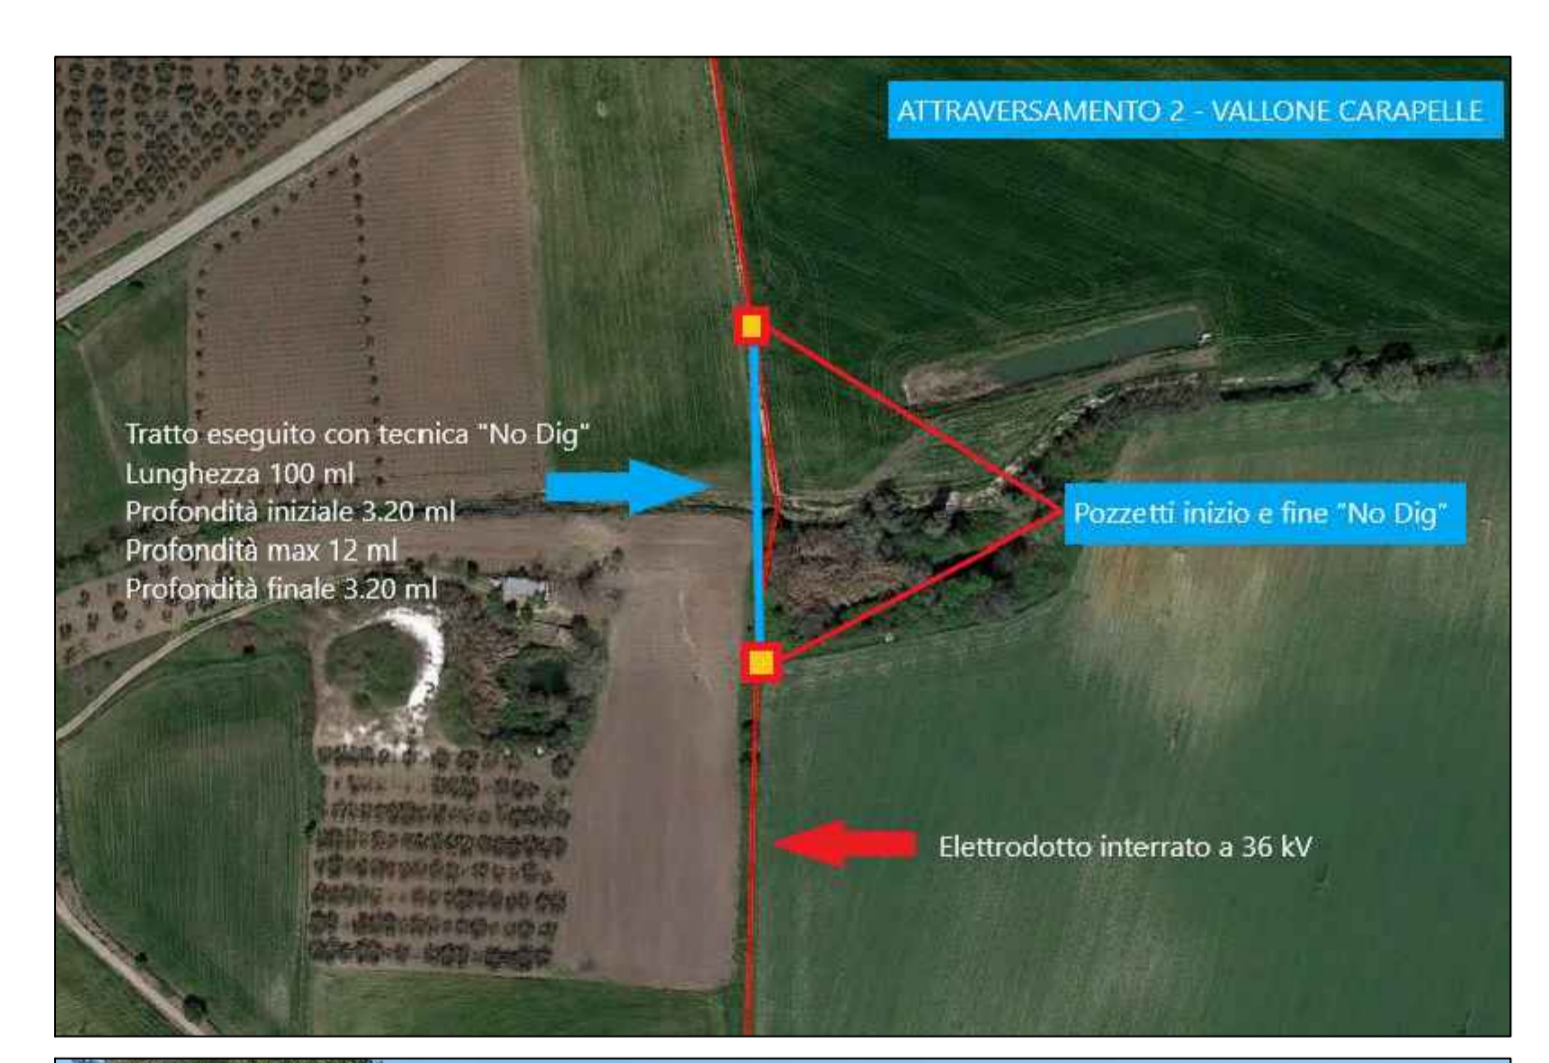 ATTRAVERSAMENTO 2 - VALLONE CARAPELLE
Tratto eseguito con tecnica "No Dig"
Lunghezza 100 ml
Profondità iniziale 3.20 ml
Profondità max 12 ml
Profondità finale 3.20 ml
Pozzetti inizio e fine "No Dig"
Elettrodotto interrato a 36 kV